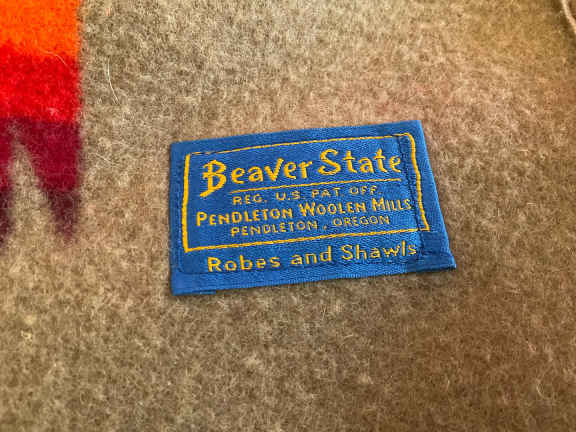 Beaver State
REG. U.S. PAT. OFF.
PENDLETON WOOLEN MILLS
PENDLETON, OREGON
Robes and Shawls